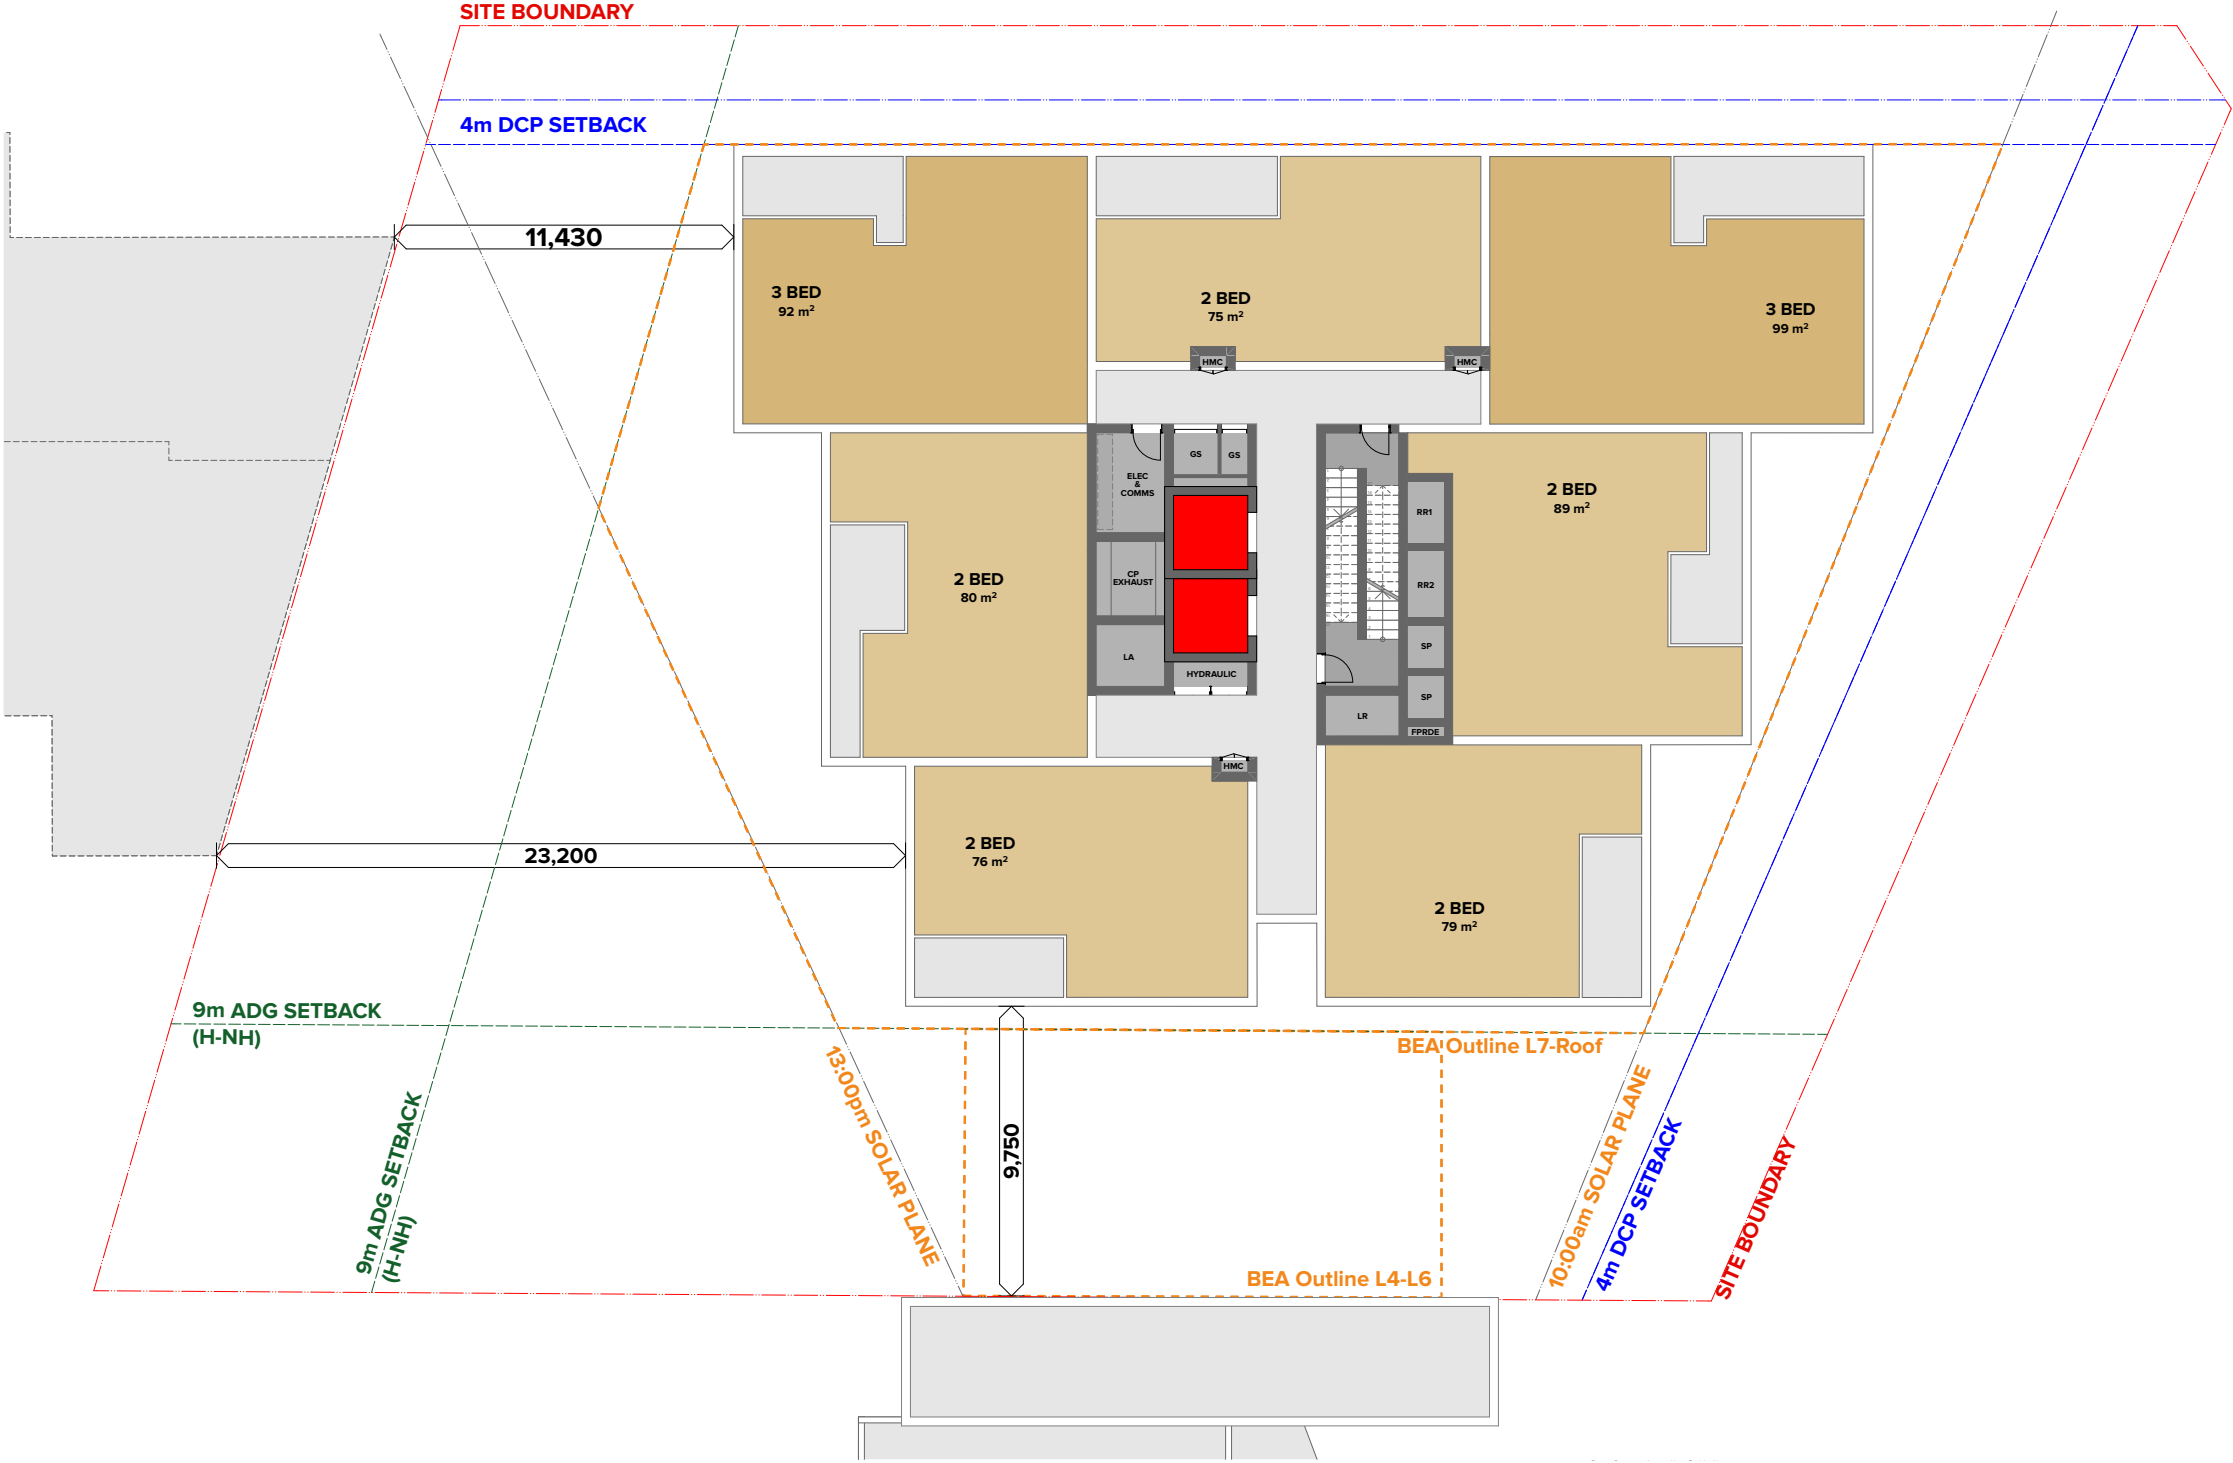 SITE BOUNDARY
4m DCP SETBACK
11,430
3 BED
92 m²
2 BED
75 m²
3 BED
99 m²
HMC
HMC
ELEC
&
COMMS
GS
GS
CP
EXHAUST
LA
HYDRAULIC
RR1
RR2
SP
SP
LR
FPRDE
2 BED
89 m²
2 BED
80 m²
HMC
23,200
2 BED
76 m²
2 BED
79 m²
9m ADG SETBACK
(H-NH)
BEA Outline L7-Roof
13:00pm SOLAR PLANE
9m ADG SETBACK
(H-NH)
9,750
BEA Outline L4-L6
10:00am SOLAR PLANE
4m DCP SETBACK
SITE BOUNDARY